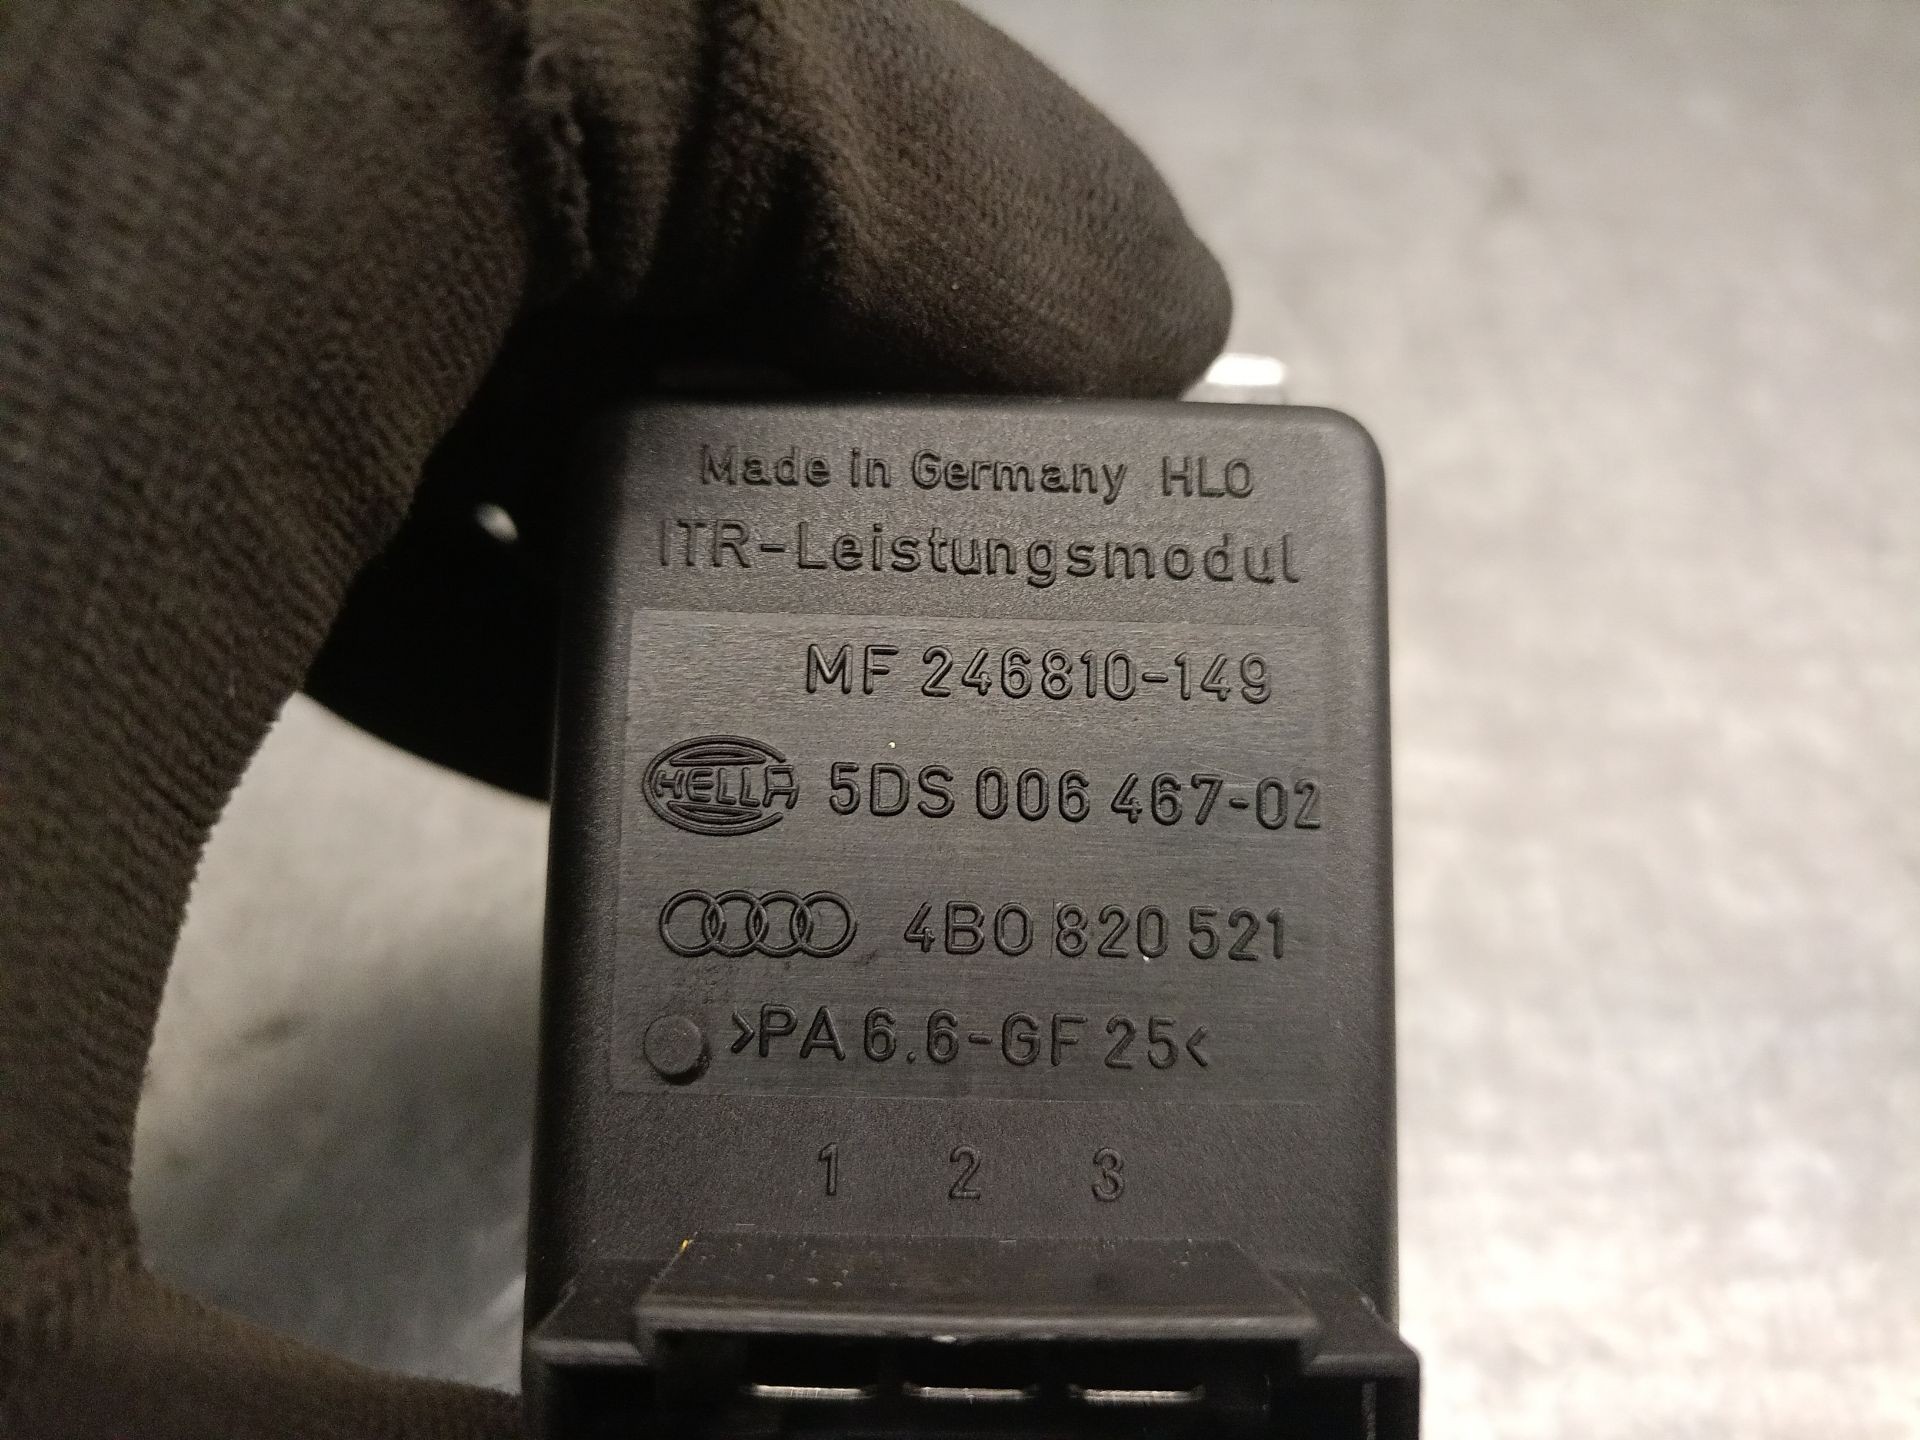 Made in Germany HLO
ITR-Leistungsmodul
MF 246810-149
HELLA 5DS 006 467-02
4B0 820 521
>PA 6.6-GF 25<
1 2 3